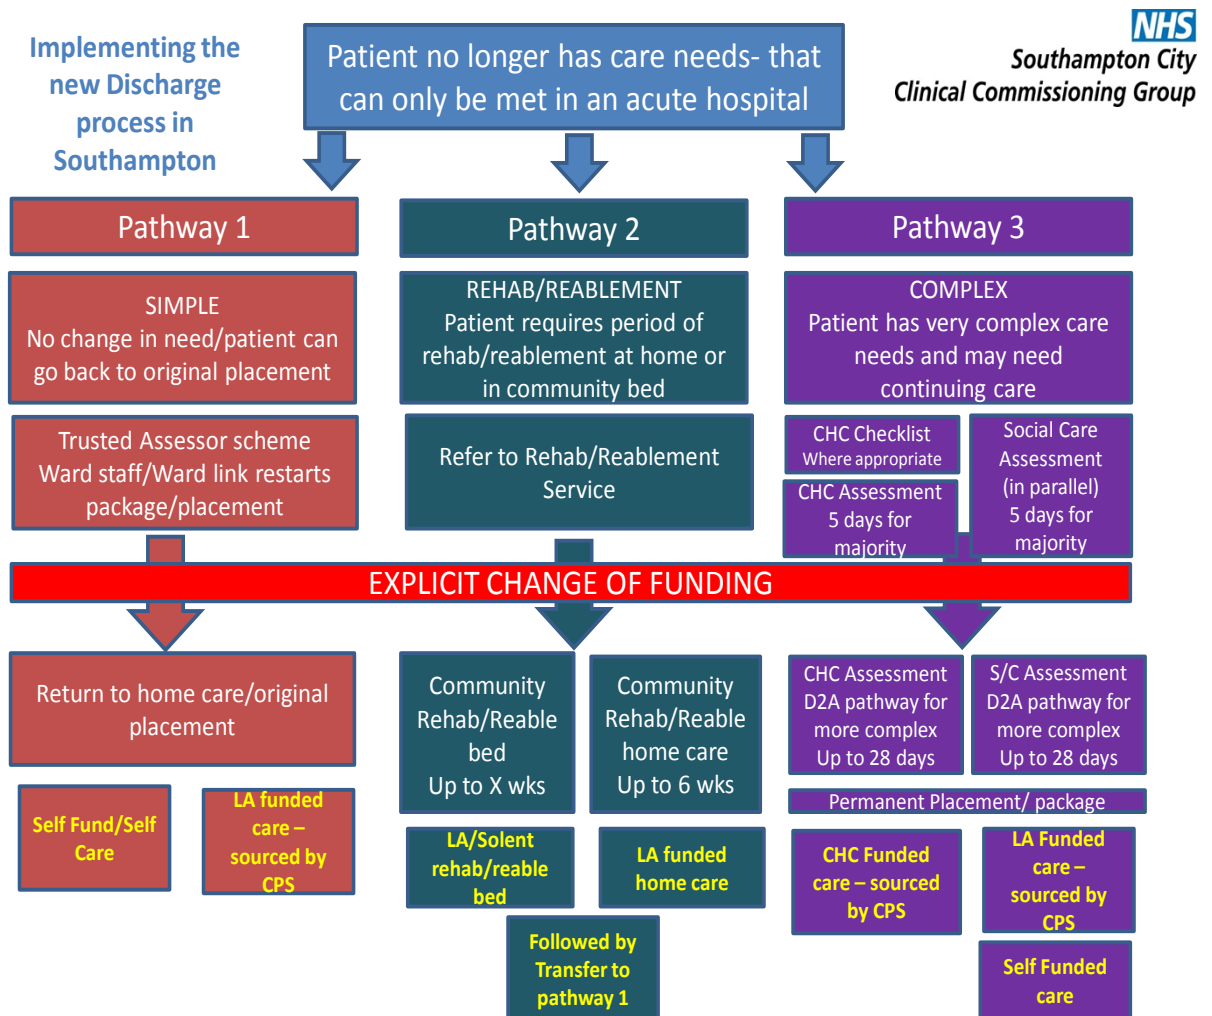 Implementing the
new Discharge
process in
Southampton
Patient no longer has care needs- that
can only be met in an acute hospital
NHS
Southampton City
Clinical Commissioning Group
Pathway 1
Pathway 2
Pathway 3
SIMPLE
No change in need/patient can
go back to original placement
REHAB/REABLEMENT
Patient requires period of
rehab/reablement at home or
in community bed
COMPLEX
Patient has very complex care
needs and may need
continuing care
Trusted Assessor scheme
Ward staff/Ward link restarts
package/placement
Refer to Rehab/Reablement
Service
CHC Checklist
Where appropriate
CHC Assessment
5 days for
majority
Social Care
Assessment
(in parallel)
5 days for
majority
EXPLICIT CHANGE OF FUNDING
Return to home care/original
placement
Community
Rehab/Reable
bed
Up to X wks
Community
Rehab/Reable
home care
Up to 6 wks
CHC Assessment
D2A pathway for
more complex
Up to 28 days
S/C Assessment
D2A pathway for
more complex
Up to 28 days
Permanent Placement/ package
Self Fund/Self
Care
LA funded
care –
sourced by
CPS
LA/Solent
rehab/reable
bed
LA funded
home care
CHC Funded
care – sourced
by CPS
LA Funded
care –
sourced by
CPS
Followed by
Transfer to
pathway 1
Self Funded
care